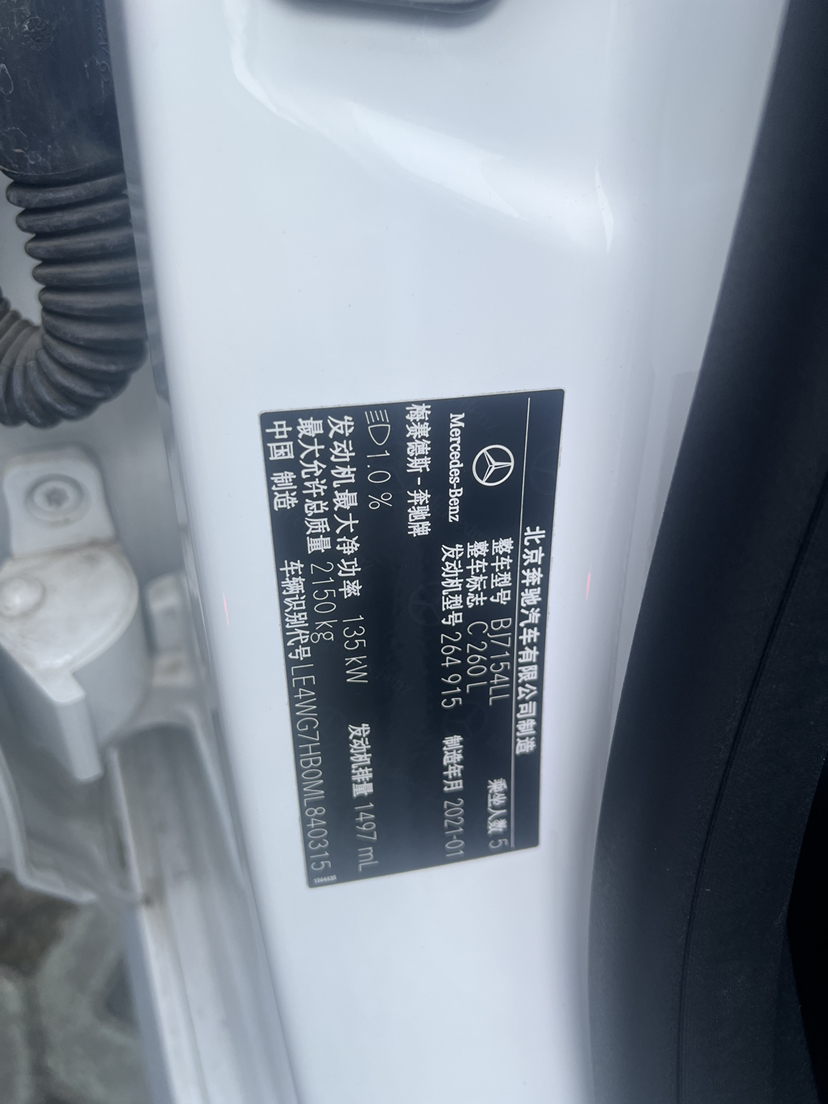 北京奔驰汽车有限公司制造
Mercedes-Benz
整车型号 BJ7154LL 乘坐人数 5
整车标志 C 260 L
发动机型号 264 915 制造年月 2021-01
梅赛德斯-奔驰牌
1.0 %
发动机最大净功率 135 kW 发动机排量 1497 mL
最大允许总质量 2150 kg
中国 制造 车辆识别代号 LE4WG7HB0ML840315